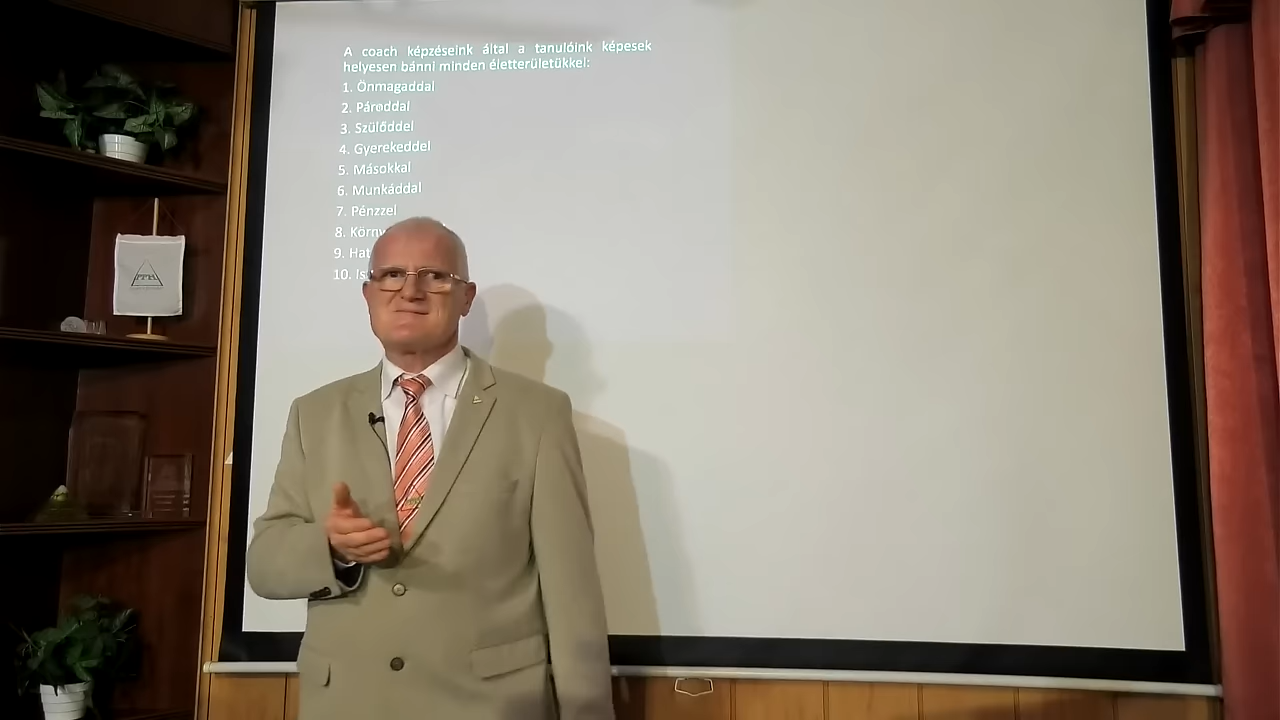 A coach képzéseink által a tanulóink képesek
helyesen bánni minden életterületükkel:
1. Önmagaddal
2. Pároddal
3. Szülőddel
4. Gyerekeddel
5. Másokkal
6. Munkáddal
7. Pénzzel
8.
9.
10.